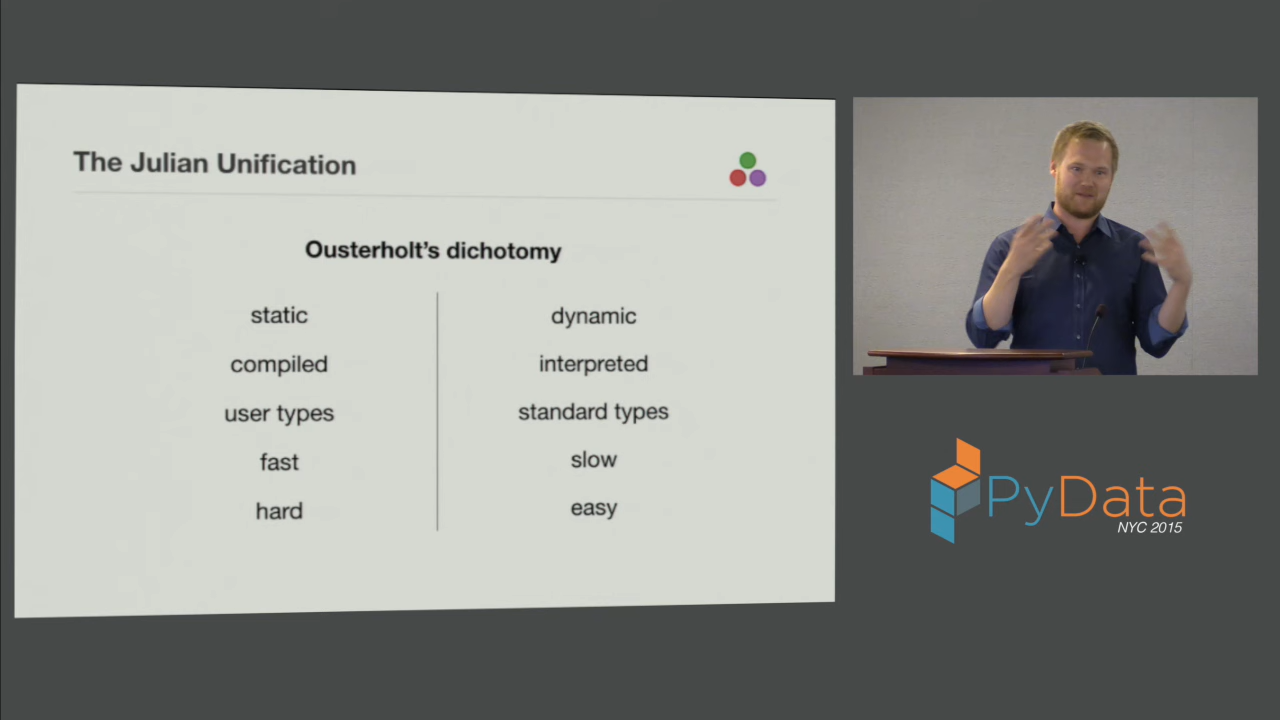 The Julian Unification
Ousterholt's dichotomy
static dynamic
compiled interpreted
user types standard types
fast slow
hard easy
PyData
NYC 2015